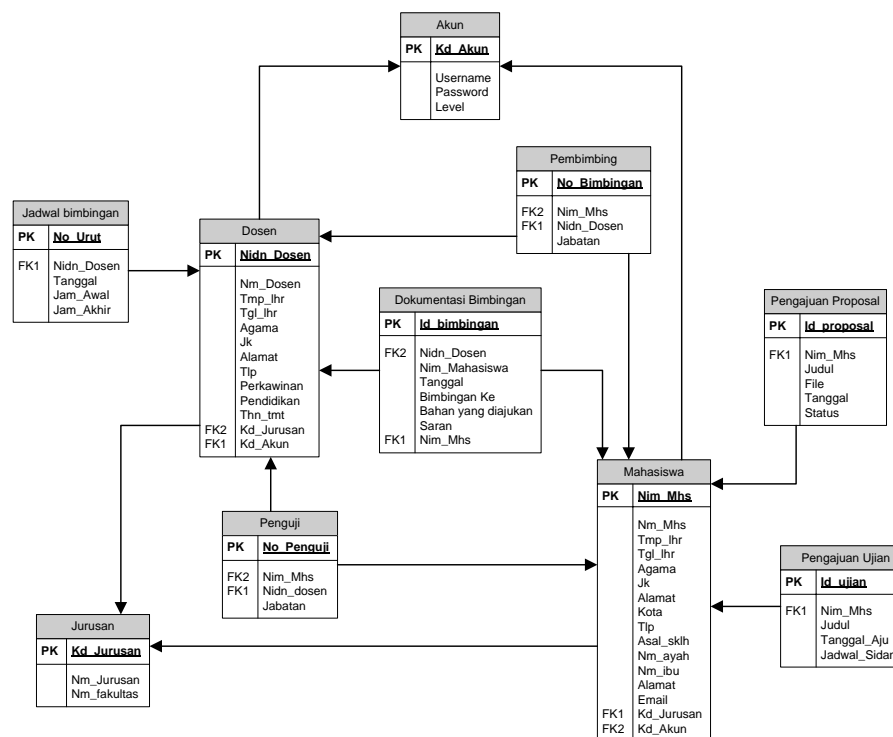 Akun
PK Kd_Akun
Username
Password
Level
Pembimbing
PK No_Bimbingan
FK2 Nim_Mhs
FK1 Nidn_Dosen
Jabatan
Jadwal bimbingan
PK No_Urut
FK1 Nidn_Dosen
Tanggal
Jam_Awal
Jam_Akhir
Dosen
PK Nidn_Dosen
Nm_Dosen
Tmp_lhr
Tgl_lhr
Agama
Jk
Alamat
Tlp
Perkawinan
Pendidikan
Thn_tmt
FK2 Kd_Jurusan
FK1 Kd_Akun
Dokumentasi Bimbingan
PK Id_bimbingan
FK2 Nidn_Dosen
Nim_Mahasiswa
Tanggal
Bimbingan Ke
Bahan yang diajukan
Saran
FK1 Nim_Mhs
Pengajuan Proposal
PK Id_proposal
FK1 Nim_Mhs
Judul
File
Tanggal
Status
Mahasiswa
PK Nim_Mhs
Nm_Mhs
Tmp_lhr
Tgl_lhr
Agama
Jk
Alamat
Kota
Tlp
Asal_sklh
Nm_ayah
Nm_ibu
Alamat
Email
FK1 Kd_Jurusan
FK2 Kd_Akun
Penguji
PK No_Penguji
FK2 Nim_Mhs
FK1 Nidn_dosen
Jabatan
Pengajuan Ujian
PK Id_ujian
FK1 Nim_Mhs
Judul
Tanggal_Aju
Jadwal_Sidan
Jurusan
PK Kd_Jurusan
Nm_Jurusan
Nm_fakultas